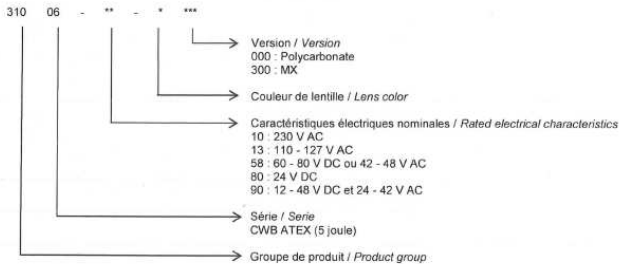 310 06 - ** - * ***
Version / Version
000 : Polycarbonate
300 : MX
Couleur de lentille / Lens color
Caractéristiques électriques nominales / Rated electrical characteristics
10 : 230 V AC
13 : 110 - 127 V AC
58 : 60 - 80 V DC ou 42 - 48 V AC
80 : 24 V DC
90 : 12 - 48 V DC et 24 - 42 V AC
Série / Serie
CWB ATEX (5 joule)
Groupe de produit / Product group